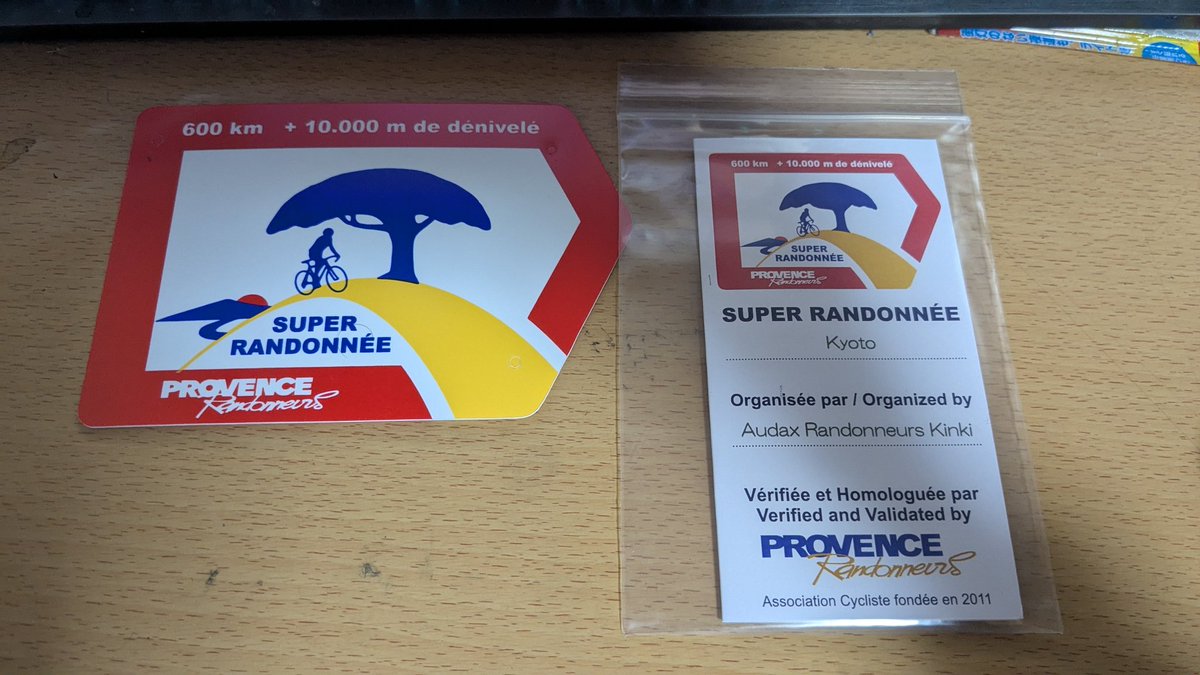 600 km + 10.000 m de dénivelé
SUPER
RANDONNÉE
PROVENCE
Randonneurs
600 km + 10.000 m de dénivelé
SUPER
RANDONNÉE
PROVENCE
Randonneurs
SUPER RANDONNÉE
Kyoto
Organisée par / Organized by
Audax Randonneurs Kinki
Vérifiée et Homologuée par
Verified and Validated by
PROVENCE
Randonneurs
Association Cycliste fondée en 2011